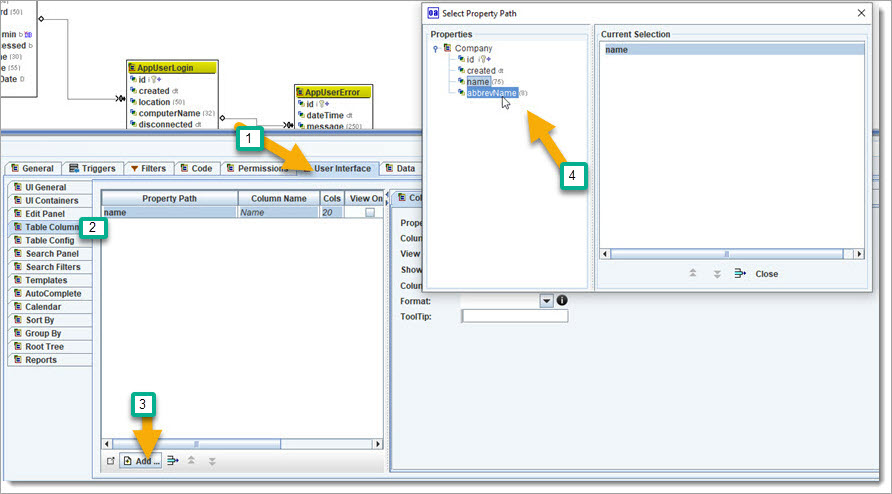 min b
essed b
me (30)
e (55)
Date D
AppUserLogin
id
created dt
location (50)
computerName (32)
disconnected dt
AppUserError
id
dateTime dt
message (250)
oa Select Property Path
Properties
Company
id
created dt
name (75)
abbrevName (8)
Current Selection
name
Close
1
2
3
4
General
Triggers
Filters
Code
Permissions
User Interface
Data
UI General
UI Containers
Edit Panel
Table Column
Table Config
Search Panel
Search Filters
Templates
AutoComplete
Calendar
Sort By
Group By
Root Tree
Reports
Property Path Column Name Cols View On
name Name 20
Add ...
Col
Prope
Colum
View
Show
Colum
Format:
ToolTip: